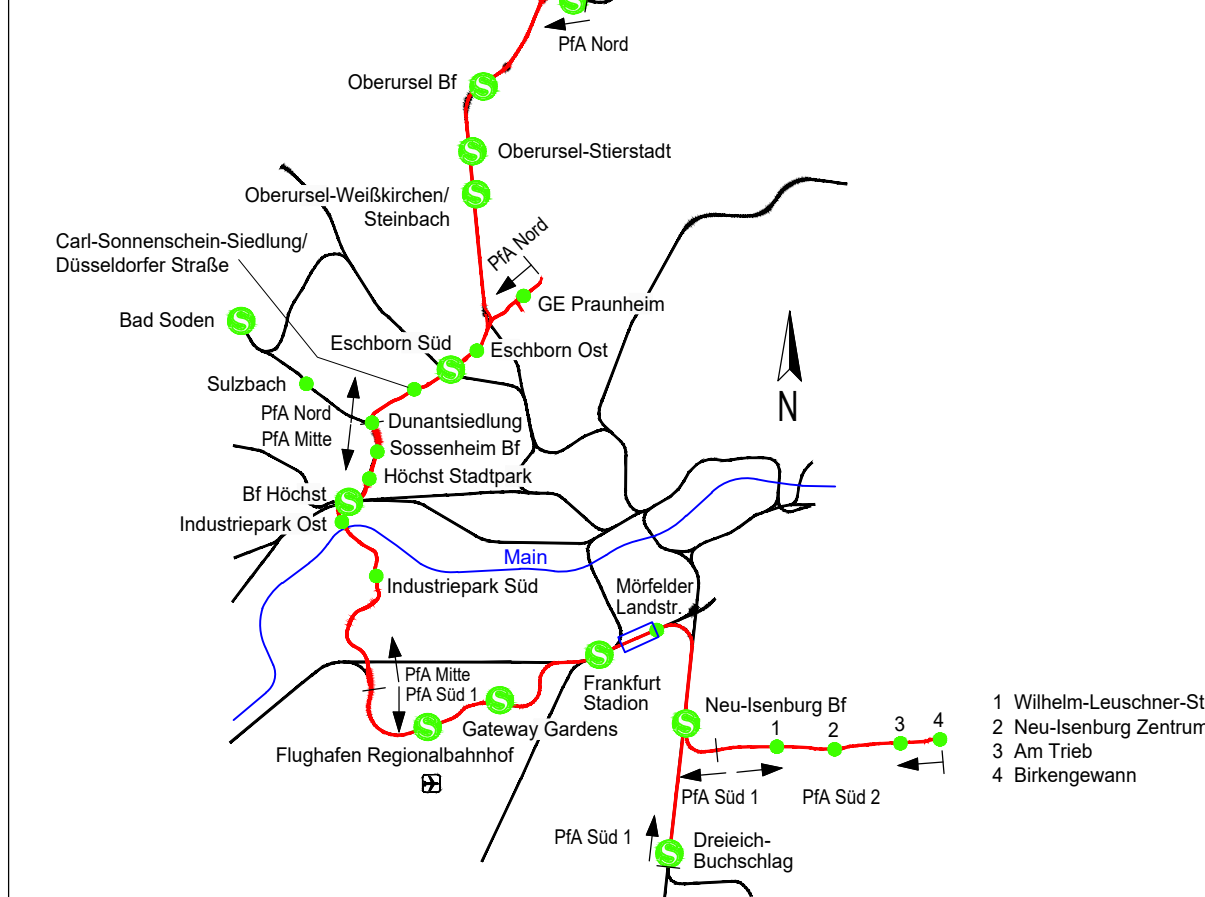 PfA Nord
Oberursel Bf
Oberursel-Stierstadt
Oberursel-Weißkirchen/
Steinbach
Carl-Sonnenschein-Siedlung/
Düsseldorfer Straße
PfA Nord
GE Praunheim
Bad Soden
Eschborn Süd
Eschborn Ost
Sulzbach
PfA Nord
PfA Mitte
Dunantsiedlung
Sossenheim Bf
Höchst Stadtpark
Bf Höchst
Industriepark Ost
N
Main
Industriepark Süd
Mörfelder
Landstr.
PfA Mitte
PfA Süd 1
Frankfurt
Stadion
Gateway Gardens
Flughafen Regionalbahnhof
Neu-Isenburg Bf
1
2
3
4
PfA Süd 1
PfA Süd 2
PfA Süd 1
Dreieich-
Buchschlag
1 Wilhelm-Leuschner-St
2 Neu-Isenburg Zentrum
3 Am Trieb
4 Birkengewann
S
S
S
S
S
S
S
S
S
S
S
S